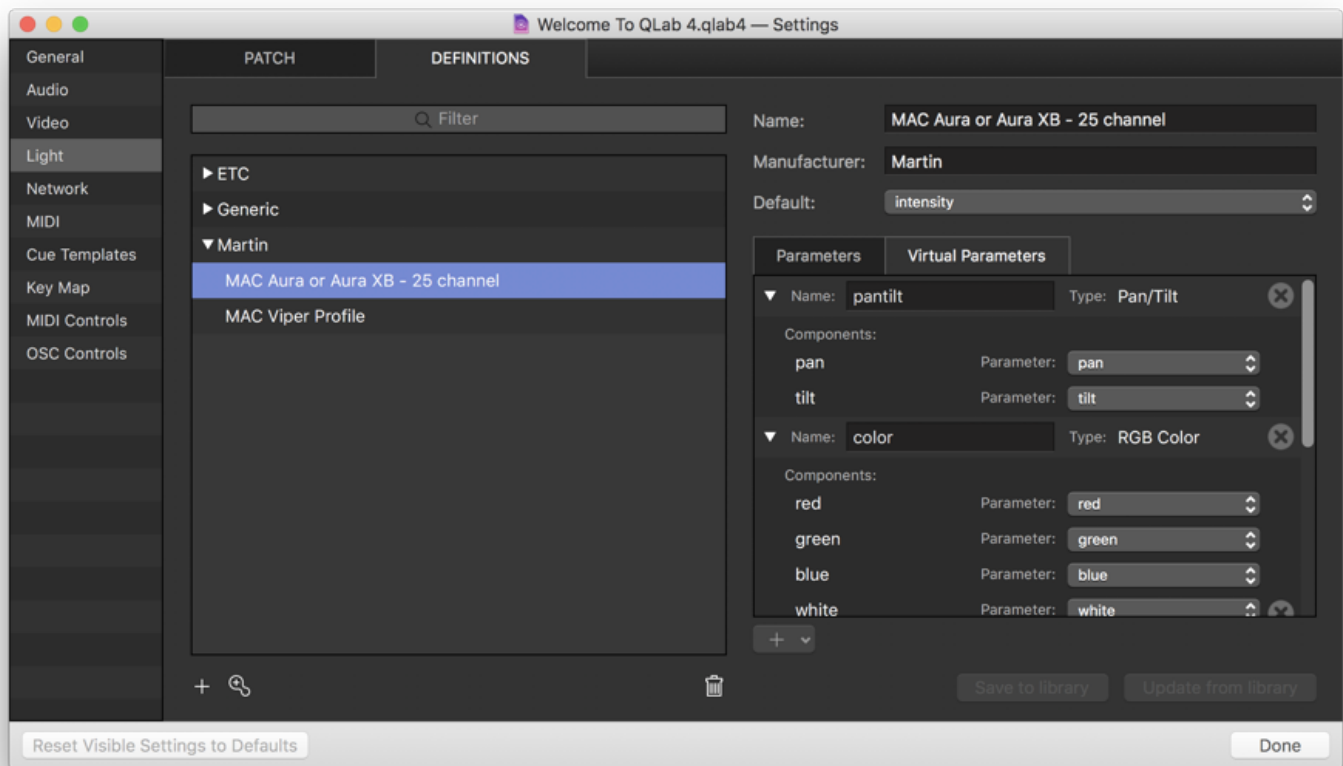 Welcome To QLab 4.qlab4 — Settings
General
Audio
Video
Light
Network
MIDI
Cue Templates
Key Map
MIDI Controls
OSC Controls
PATCH
DEFINITIONS
Filter
ETC
Generic
Martin
MAC Aura or Aura XB - 25 channel
MAC Viper Profile
Name: MAC Aura or Aura XB - 25 channel
Manufacturer: Martin
Default: intensity
Parameters
Virtual Parameters
Name: pantilt Type: Pan/Tilt
Components:
pan Parameter: pan
tilt Parameter: tilt
Name: color Type: RGB Color
Components:
red Parameter: red
green Parameter: green
blue Parameter: blue
white Parameter: white
Save to library
Update from library
Reset Visible Settings to Defaults
Done